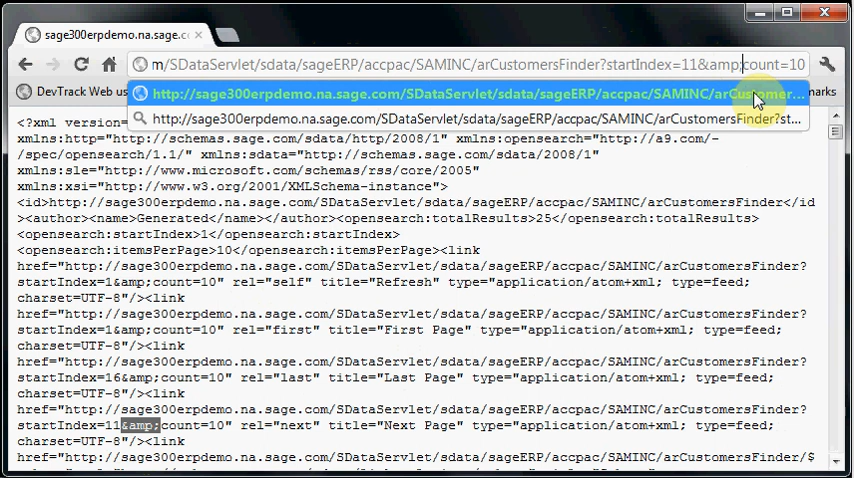 sage300erpdemo.na.sage.c
m/SDataServlet/sdata/sageERP/accpac/SAMINC/arCustomersFinder?startIndex=11&amp;count=10
DevTrack Web us
marks
http://sage300erpdemo.na.sage.com/SDataServlet/sdata/sageERP/accpac/SAMINC/arCustomer...
http://sage300erpdemo.na.sage.com/SDataServlet/sdata/sageERP/accpac/SAMINC/arCustomersFinder?st...
<?xml version=
xmlns:http="http://schemas.sage.com/sdata/http/2008/1" xmlns:opensearch="http://a9.com/-
/spec/opensearch/1.1/" xmlns:sdata="http://schemas.sage.com/sdata/2008/1"
xmlns:sle="http://www.microsoft.com/schemas/rss/core/2005"
xmlns:xsi="http://www.w3.org/2001/XMLSchema-instance">
<id>http://sage300erpdemo.na.sage.com/SDataServlet/sdata/sageERP/accpac/SAMINC/arCustomersFinder</id
><author><name>Generated</name></author><opensearch:totalResults>25</opensearch:totalResults>
<opensearch:startIndex>1</opensearch:startIndex>
<opensearch:itemsPerPage>10</opensearch:itemsPerPage><link
href="http://sage300erpdemo.na.sage.com/SDataServlet/sdata/sageERP/accpac/SAMINC/arCustomersFinder?
startIndex=1&amp;count=10" rel="self" title="Refresh" type="application/atom+xml; type=feed;
charset=UTF-8"/><link
href="http://sage300erpdemo.na.sage.com/SDataServlet/sdata/sageERP/accpac/SAMINC/arCustomersFinder?
startIndex=1&amp;count=10" rel="first" title="First Page" type="application/atom+xml; type=feed;
charset=UTF-8"/><link
href="http://sage300erpdemo.na.sage.com/SDataServlet/sdata/sageERP/accpac/SAMINC/arCustomersFinder?
startIndex=16&amp;count=10" rel="last" title="Last Page" type="application/atom+xml; type=feed;
charset=UTF-8"/><link
href="http://sage300erpdemo.na.sage.com/SDataServlet/sdata/sageERP/accpac/SAMINC/arCustomersFinder?
startIndex=11&amp;count=10" rel="next" title="Next Page" type="application/atom+xml; type=feed;
charset=UTF-8"/><link
href="http://sage300erpdemo.na.sage.com/SDataServlet/sdata/sageERP/accpac/SAMINC/arCustomersFinder/$